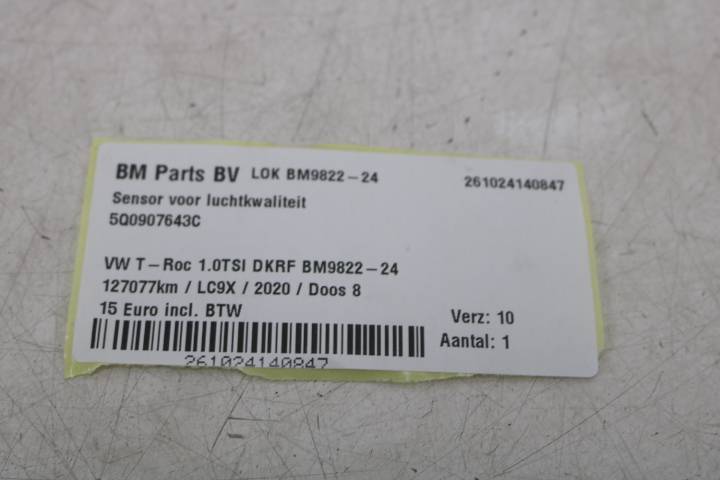 BM Parts BV LOK BM9822-24 261024140847
Sensor voor luchtkwaliteit
5Q0907643C
VW T-Roc 1.0TSI DKRF BM9822-24
127077km / LC9X / 2020 / Doos 8
15 Euro incl. BTW Verz: 10
Aantal: 1
261024140847